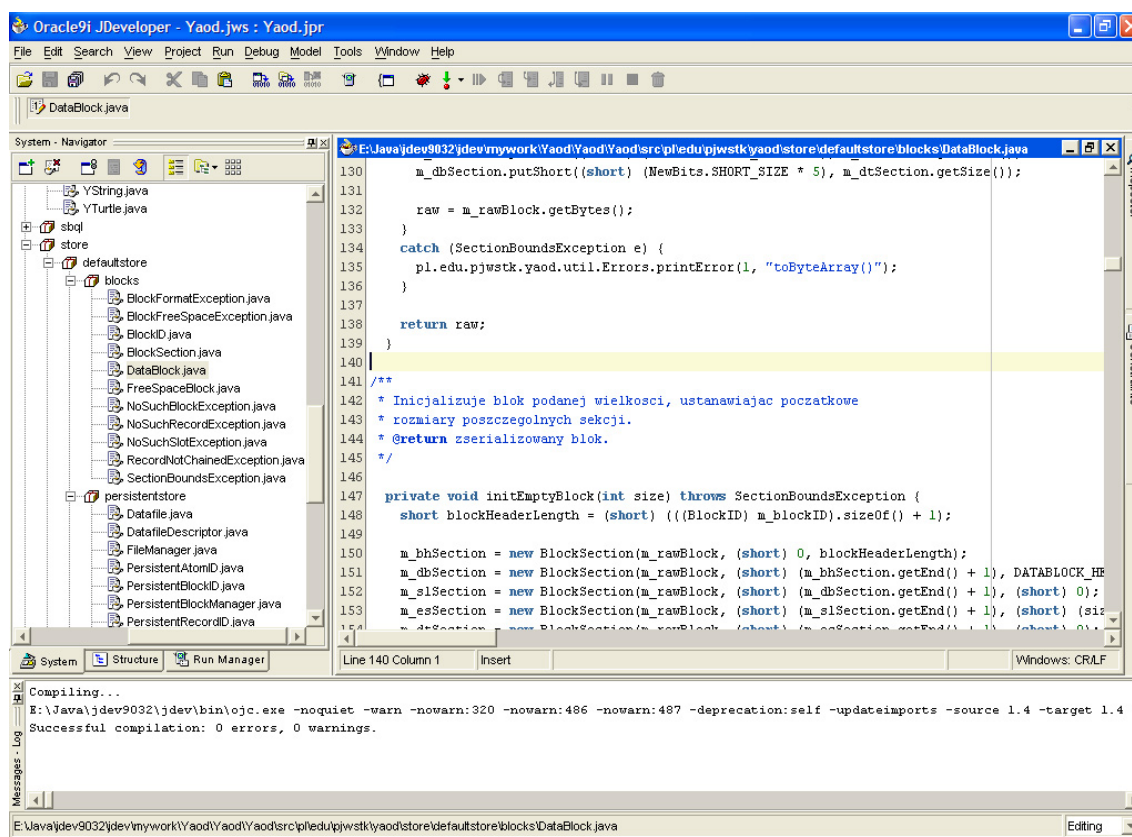 Oracle9i JDeveloper - Yaod.jws : Yaod.jpr
File Edit Search View Project Run Debug Model Tools Window Help
DataBlock.java
System - Navigator
YString.java
YTurtle.java
sbql
store
defaultstore
blocks
BlockFormatException.java
BlockFreeSpaceException.java
BlockID.java
BlockSection.java
DataBlock.java
FreeSpaceBlock.java
NoSuchBlockException.java
NoSuchRecordException.java
NoSuchSlotException.java
RecordNotChainedException.java
SectionBoundsException.java
persistentstore
Datafile.java
DatafileDescriptor.java
FileManager.java
PersistentAtomID.java
PersistentBlockID.java
PersistentBlockManager.java
PersistentRecordID.java
System Structure Run Manager
E:\Java\jdev9032\jdev\mywork\Yaod\Yaod\Yaod\src\pl\edu\pjwstk\yaod\store\defaultstore\blocks\DataBlock.java
130 m_dbSection.putShort((short) (NewBits.SHORT_SIZE * 5), m_dtSection.getSize());
131
132 raw = m_rawBlock.getBytes();
133 }
134 catch (SectionBoundsException e) {
135 pl.edu.pjwstk.yaod.util.Errors.printError(1, "toByteArray()");
136 }
137
138 return raw;
139 }
140
141 /**
142 * Inicjalizuje blok podanej wielkosci, ustanawiajac poczatkowe
143 * rozmiary poszczegolnych sekcji.
144 * @return zserializowany blok.
145 */
146
147 private void initEmptyBlock(int size) throws SectionBoundsException {
148 short blockHeaderLength = (short) (((BlockID) m_blockID).sizeOf() + 1);
149
150 m_bhSection = new BlockSection(m_rawBlock, (short) 0, blockHeaderLength);
151 m_dbSection = new BlockSection(m_rawBlock, (short) (m_bhSection.getEnd() + 1), DATABLOCK_HE
152 m_slSection = new BlockSection(m_rawBlock, (short) (m_dbSection.getEnd() + 1), (short) 0);
153 m_esSection = new BlockSection(m_rawBlock, (short) (m_slSection.getEnd() + 1), (short) (siz
154 m_dtSection = new BlockSection(m_rawBlock, (short) (m_esSection.getEnd() + 1), (short) 0);
Line 140 Column 1 Insert Windows: CR/LF
Messages - Log
Compiling...
E:\Java\jdev9032\jdev\bin\ojc.exe -noquiet -warn -nowarn:320 -nowarn:486 -nowarn:487 -deprecation:self -updateimports -source 1.4 -target 1.4
Successful compilation: 0 errors, 0 warnings.
E:\Java\jdev9032\jdev\mywork\Yaod\Yaod\Yaod\src\pl\edu\pjwstk\yaod\store\defaultstore\blocks\DataBlock.java Editing